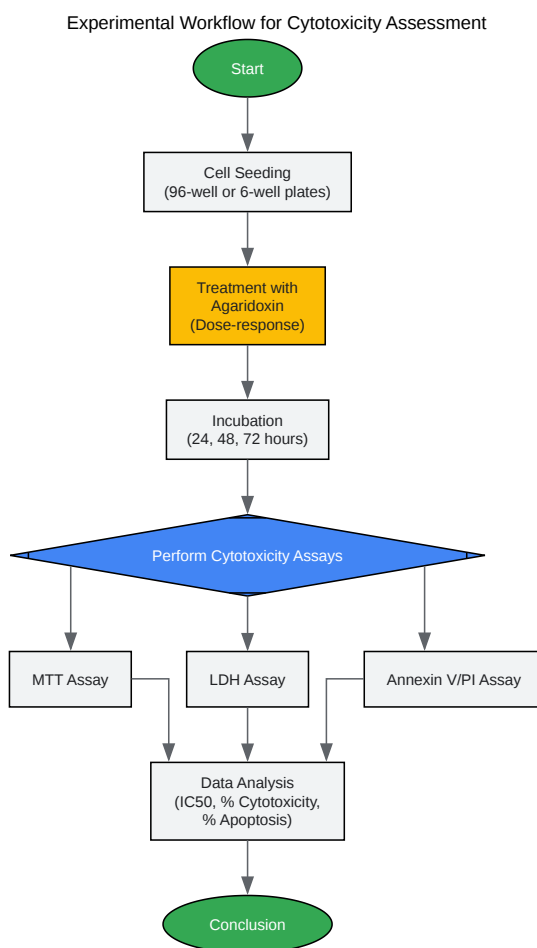 Experimental Workflow for Cytotoxicity Assessment
Start
Cell Seeding
(96-well or 6-well plates)
Treatment with
Agaridoxin
(Dose-response)
Incubation
(24, 48, 72 hours)
Perform Cytotoxicity Assays
MTT Assay
LDH Assay
Annexin V/PI Assay
Data Analysis
(IC50, % Cytotoxicity,
% Apoptosis)
Conclusion